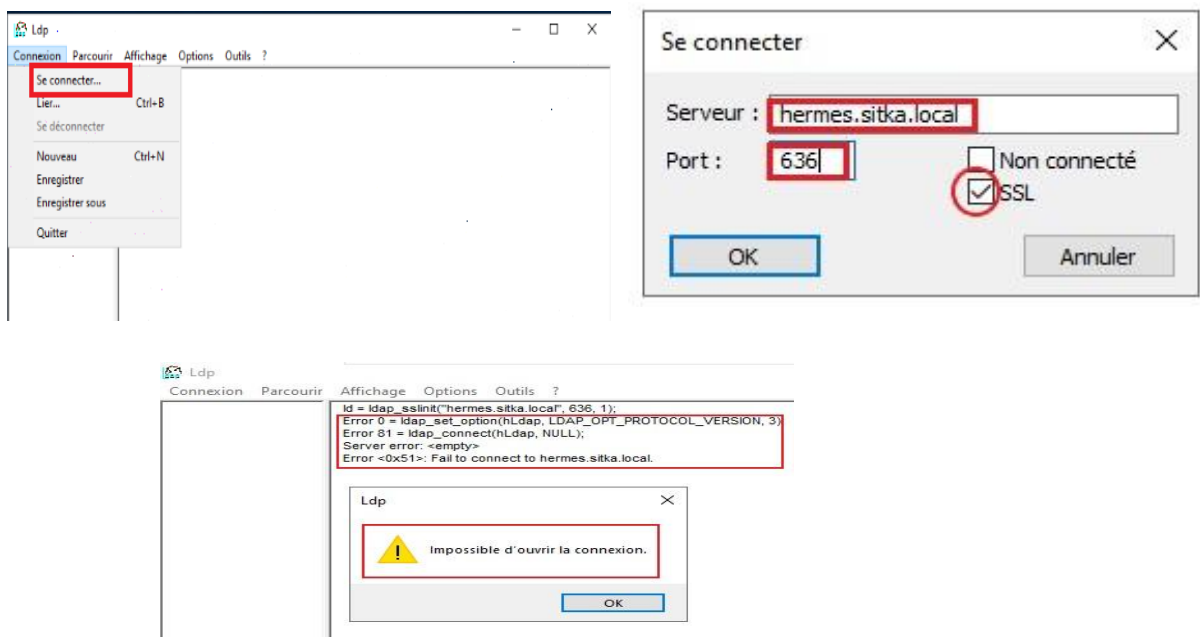 Ldp
Connexion Parcourir Affichage Options Outils ?
Se connecter...
Lier... Ctrl+B
Se déconnecter
Nouveau Ctrl+N
Enregistrer
Enregistrer sous
Quitter
Se connecter
Serveur : hermes.sitka.local
Port : 636
Non connecté
SSL
OK Annuler
Ldp
Connexion Parcourir Affichage Options Outils ?
ld = ldap_sslinit("hermes.sitka.local", 636, 1);
Error 0 = ldap_set_option(hLdap, LDAP_OPT_PROTOCOL_VERSION, 3)
Error 81 = ldap_connect(hLdap, NULL);
Server error: <empty>
Error <0x51>: Fail to connect to hermes.sitka.local.
Ldp
Impossible d'ouvrir la connexion.
OK